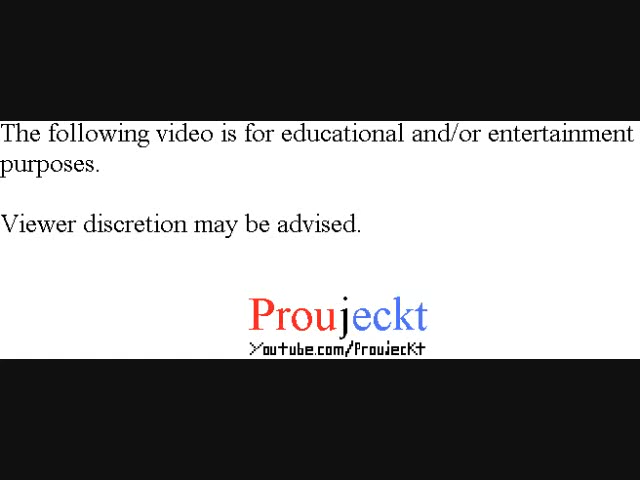 The following video is for educational and/or entertainment
purposes.
Viewer discretion may be advised.
Proujeckt
Youtube.com/ProujecKt